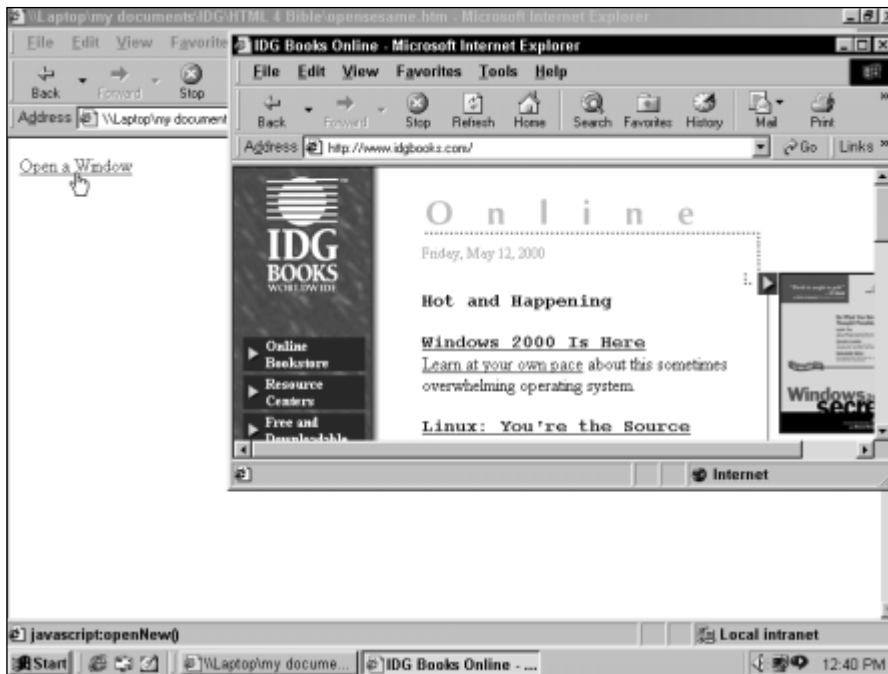 \\Laptop\my documents\IDG\HTML 4 Bible\opensesame.htm - Microsoft Internet Explorer
File Edit View Favorite
Back Forward Stop
Address \\Laptop\my document
Open a Window
IDG Books Online - Microsoft Internet Explorer
File Edit View Favorites Tools Help
Back Forward Stop Refresh Home Search Favorites History Mail Print
Address http://www.idgbooks.com/ Go Links
IDG
BOOKS
WORLDWIDE
Online
Bookstore
Resource
Centers
Free and
Downloadable
Online
Friday, May 12, 2000
Hot and Happening
Windows 2000 Is Here
Learn at your own pace about this sometimes
overwhelming operating system.
Linux: You're the Source
Windows
secre
Internet
javascript:openNew()
Local intranet
Start \\Laptop\my docume... IDG Books Online - ... 12:40 PM